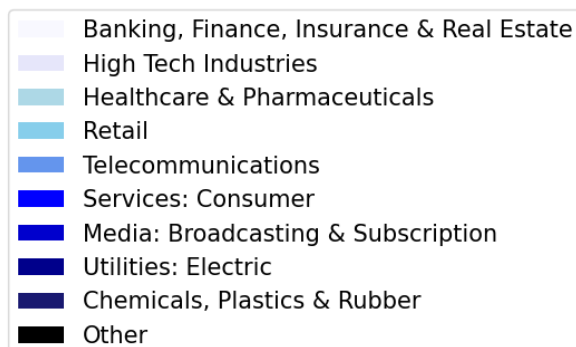 Banking, Finance, Insurance & Real Estate
High Tech Industries
Healthcare & Pharmaceuticals
Retail
Telecommunications
Services: Consumer
Media: Broadcasting & Subscription
Utilities: Electric
Chemicals, Plastics & Rubber
Other